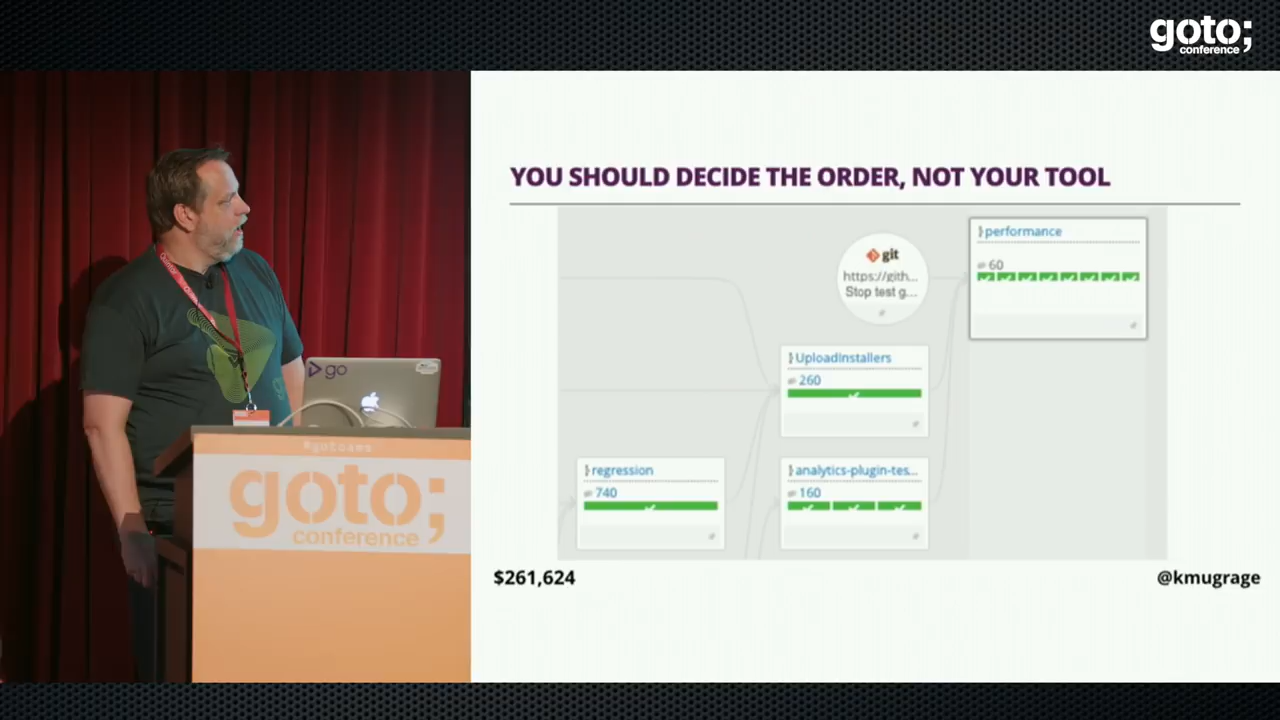 goto;
conference
YOU SHOULD DECIDE THE ORDER, NOT YOUR TOOL
performance
60
git
https://gith...
Stop test g...
UploadInstallers
260
regression
740
analytics-plugin-tes...
160
$261,624
@kmugrage
go
#gotoams
goto;
conference